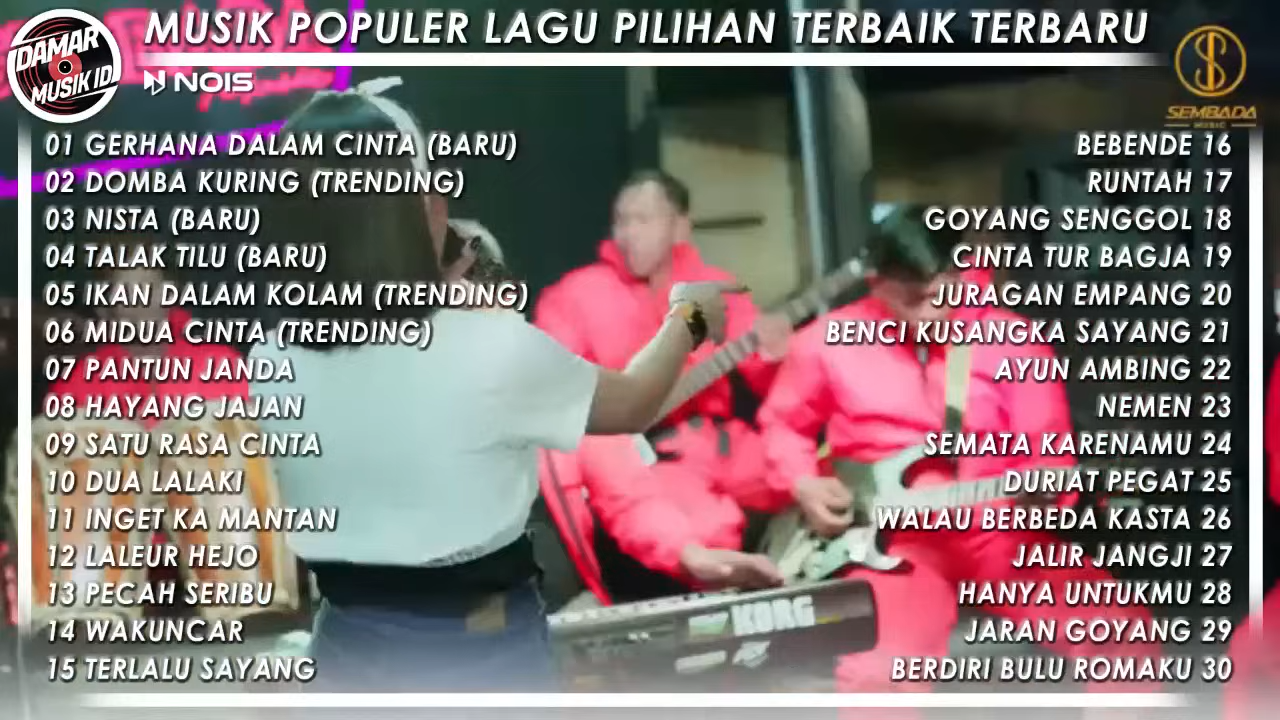 MUSIK POPULER LAGU PILIHAN TERBAIK TERBARU
DAMAR
MUSIK ID
NOIS
SEMBADA
MUSIC
01 GERHANA DALAM CINTA (BARU)
02 DOMBA KURING (TRENDING)
03 NISTA (BARU)
04 TALAK TILU (BARU)
05 IKAN DALAM KOLAM (TRENDING)
06 MIDUA CINTA (TRENDING)
07 PANTUN JANDA
08 HAYANG JAJAN
09 SATU RASA CINTA
10 DUA LALAKI
11 INGET KA MANTAN
12 LALEUR HEJO
13 PECAH SERIBU
14 WAKUNCAR
15 TERLALU SAYANG
BEBENDE 16
RUNTAH 17
GOYANG SENGGOL 18
CINTA TUR BAGJA 19
JURAGAN EMPANG 20
BENCI KUSANGKA SAYANG 21
AYUN AMBING 22
NEMEN 23
SEMATA KARENAMU 24
DURIAT PEGAT 25
WALAU BERBEDA KASTA 26
JALIR JANGJI 27
HANYA UNTUKMU 28
JARAN GOYANG 29
BERDIRI BULU ROMAKU 30
KORG